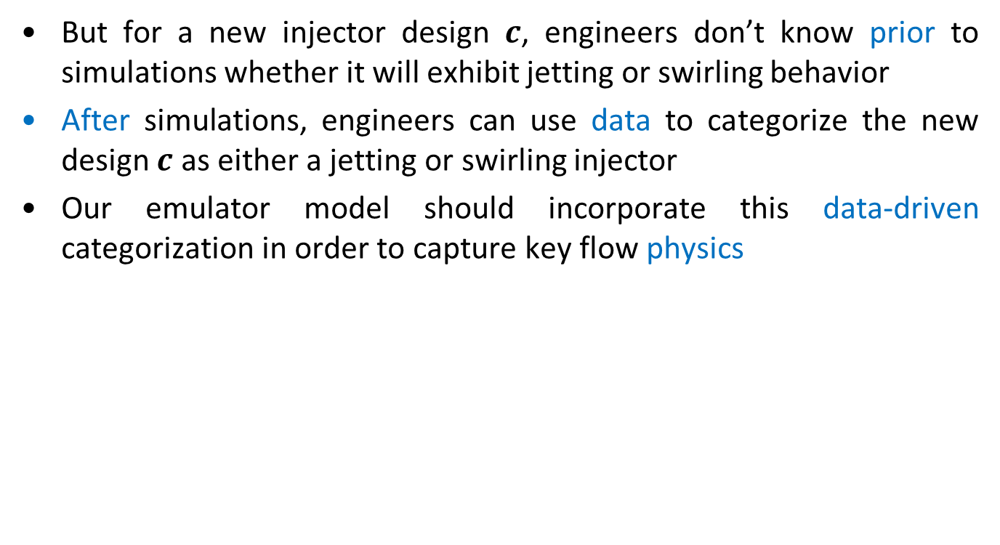 • But for a new injector design c, engineers don’t know prior to
simulations whether it will exhibit jetting or swirling behavior
• After simulations, engineers can use data to categorize the new
design c as either a jetting or swirling injector
• Our emulator model should incorporate this data-driven
categorization in order to capture key flow physics